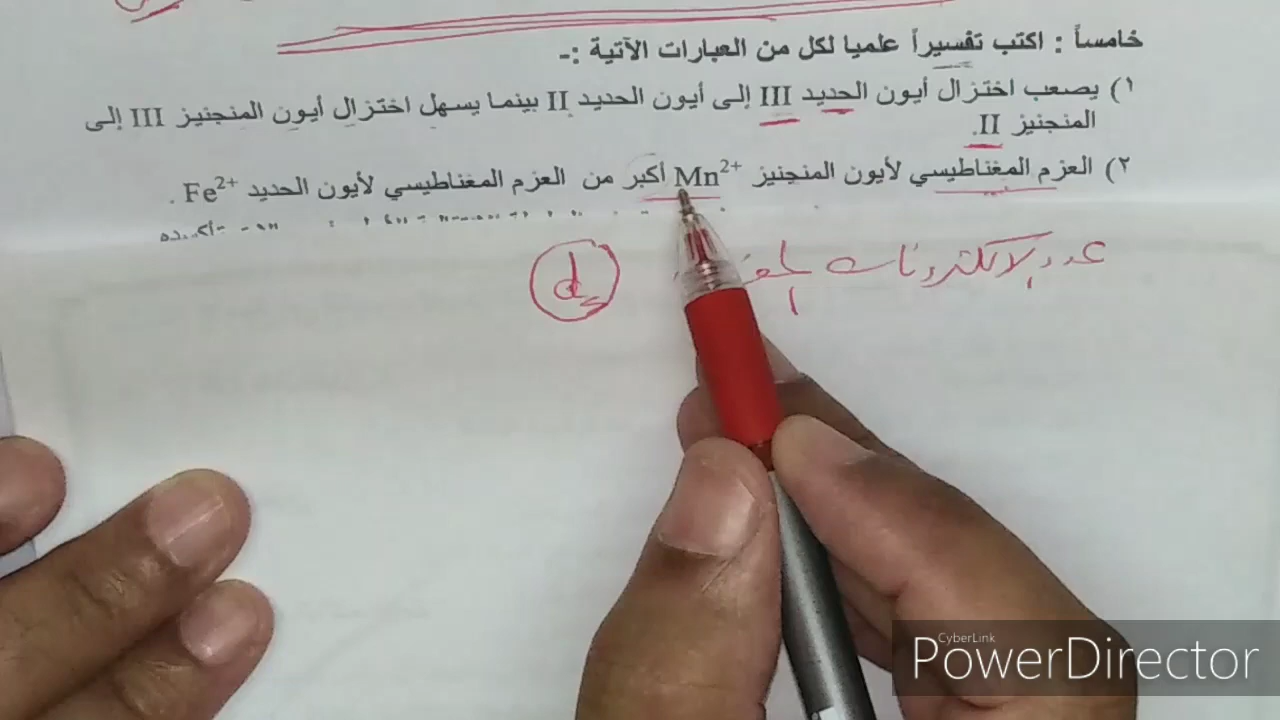 خامساً : اكتب تفسيراً علميا لكل من العبارات الآتية :-
١) يصعب اختزال أيون الحديد III إلى أيون الحديد II بينما يسهل اختزال أيون المنجنيز III إلى
المنجنيز II.
٢) العزم المغناطيسي لأيون المنجنيز Mn²⁺ أكبر من العزم المغناطيسي لأيون الحديد Fe²⁺ .
عدد الالكترونات
d
CyberLink
PowerDirector